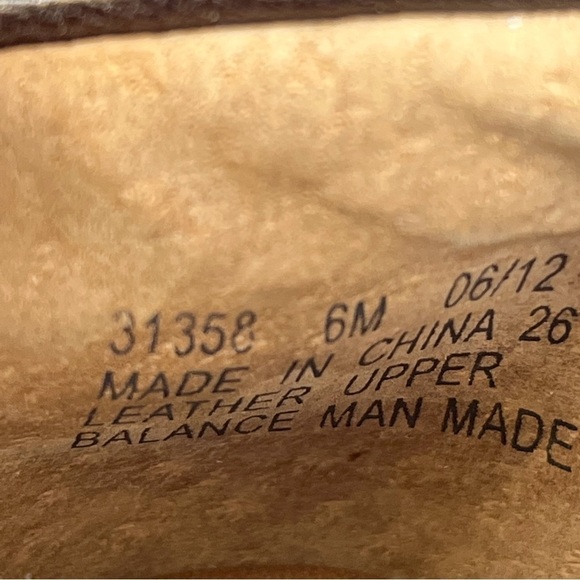 31358 6M 06/12
MADE IN CHINA 26
LEATHER UPPER
BALANCE MAN MADE